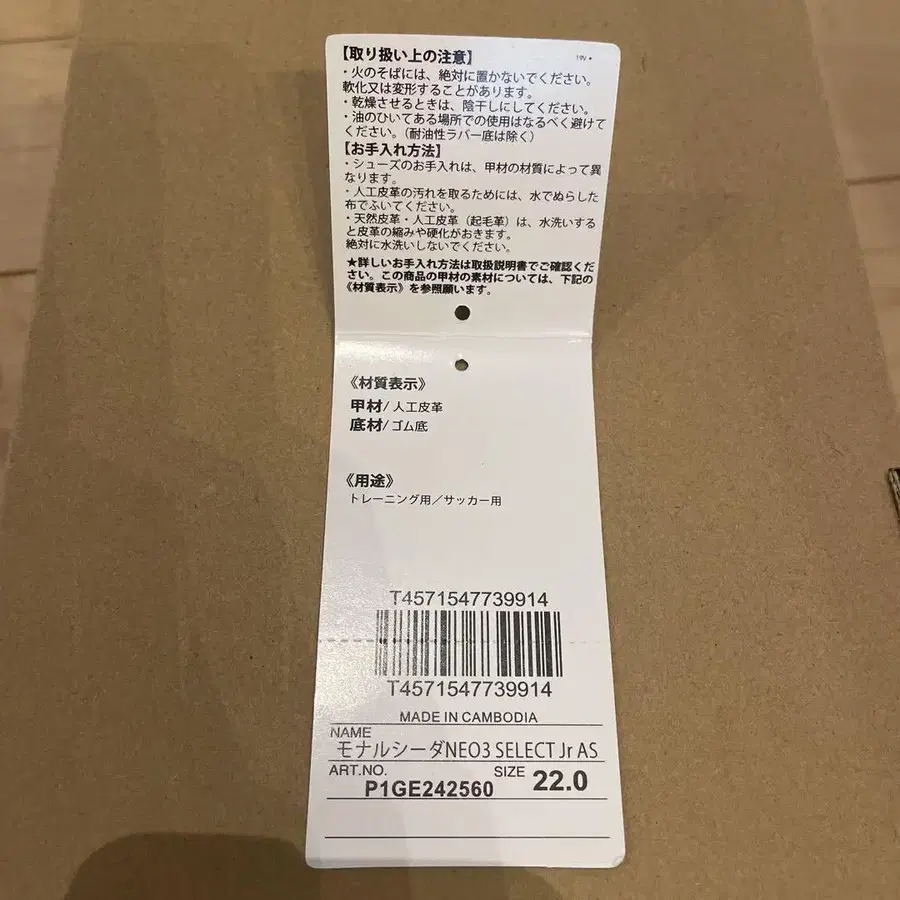 【取り扱い上の注意】
・火のそばには、絶対に置かないでください。
軟化又は変形することがあります。
・乾燥させるときは、陰干しにしてください。
・油のひいてある場所での使用はなるべく避けて
ください。（耐油性ラバー底は除く）
【お手入れ方法】
・シューズのお手入れは、甲材の材質によって異
なります。
・人工皮革の汚れを取るためには、水でぬらした
布でふいてください。
・天然皮革・人工皮革（起毛革）は、水洗いする
と皮革の縮みや硬化がおきます。
絶対に水洗いしないでください。
★詳しいお手入れ方法は取扱説明書でご確認くだ
さい。この商品の甲材の素材については、下記の
《材質表示》を参照願います。
《材質表示》
甲材/人工皮革
底材/ゴム底
《用途》
トレーニング用／サッカー用
T4571547739914
T4571547739914
MADE IN CAMBODIA
NAME
モナルシーダNEO3 SELECT Jr AS
ART.NO. SIZE 22.0
P1GE242560